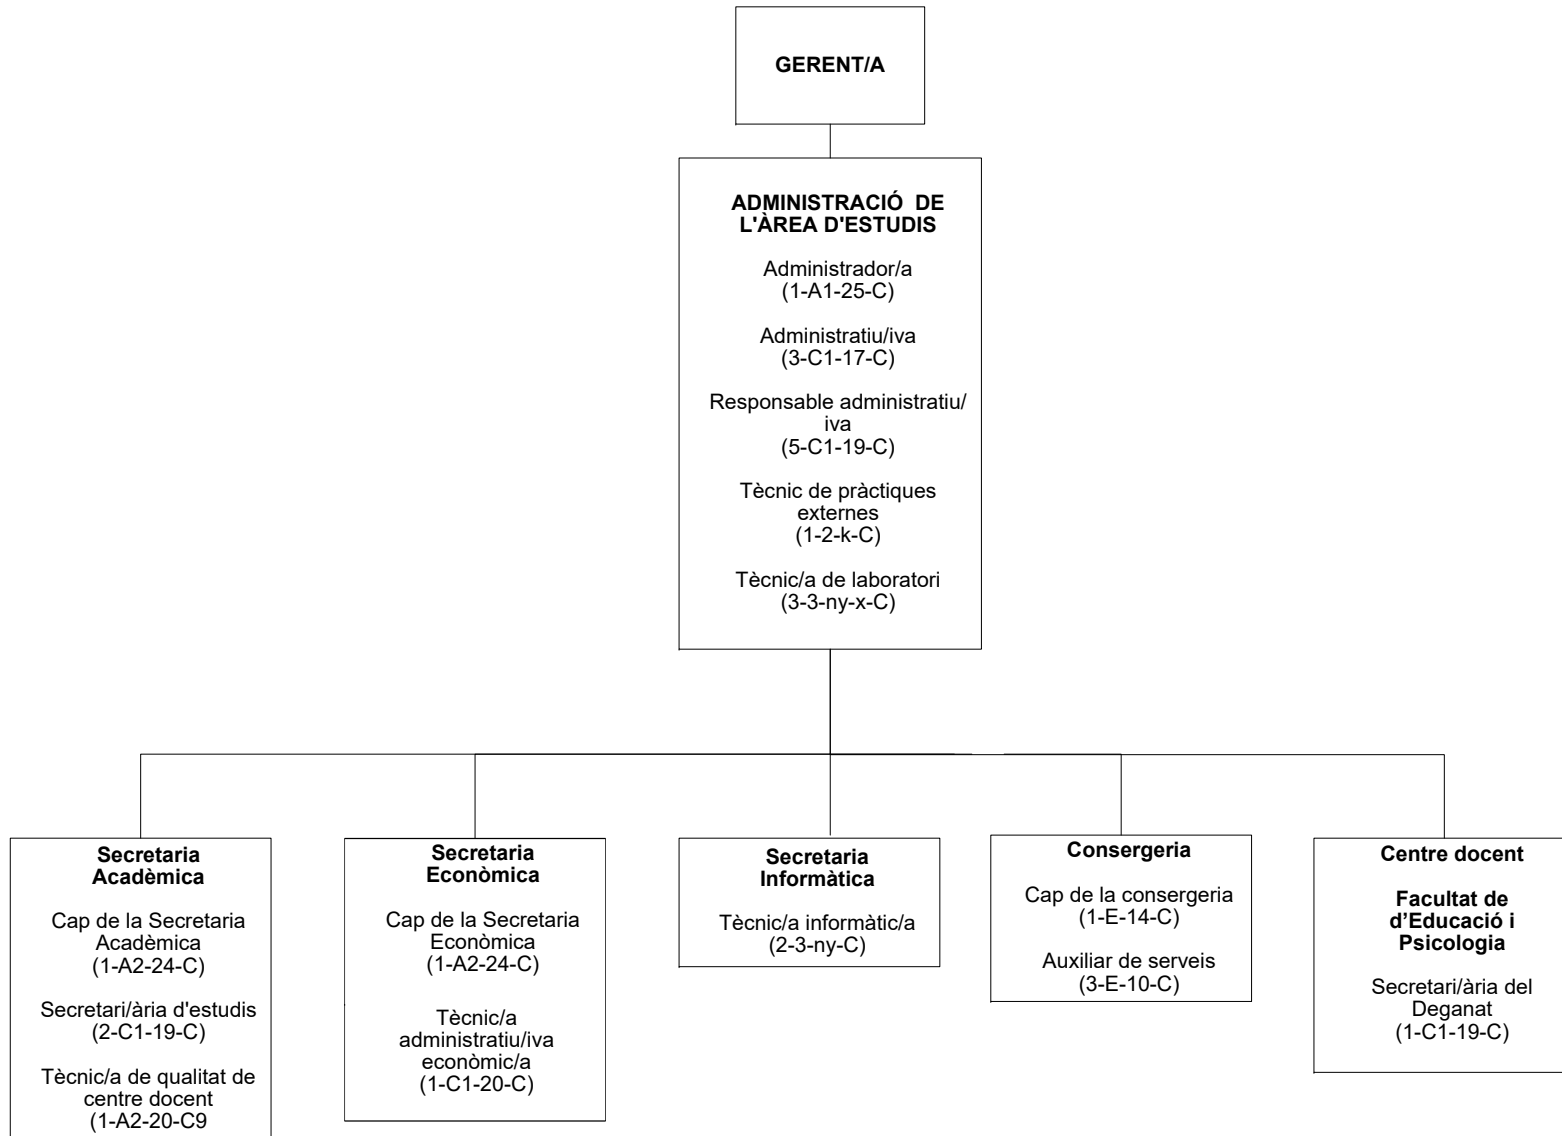 GERENT/A
ADMINISTRACIÓ DE
L'ÀREA D'ESTUDIS
Administrador/a
(1-A1-25-C)
Administratiu/iva
(3-C1-17-C)
Responsable administratiu/
iva
(5-C1-19-C)
Tècnic de pràctiques
externes
(1-2-k-C)
Tècnic/a de laboratori
(3-3-ny-x-C)
Secretaria
Acadèmica
Cap de la Secretaria
Acadèmica
(1-A2-24-C)
Secretari/ària d'estudis
(2-C1-19-C)
Tècnic/a de qualitat de
centre docent
(1-A2-20-C9
Secretaria
Econòmica
Cap de la Secretaria
Econòmica
(1-A2-24-C)
Tècnic/a
administratiu/iva
econòmic/a
(1-C1-20-C)
Secretaria
Informàtica
Tècnic/a informàtic/a
(2-3-ny-C)
Consergeria
Cap de la consergeria
(1-E-14-C)
Auxiliar de serveis
(3-E-10-C)
Centre docent
Facultat de
d’Educació i
Psicologia
Secretari/ària del
Deganat
(1-C1-19-C)